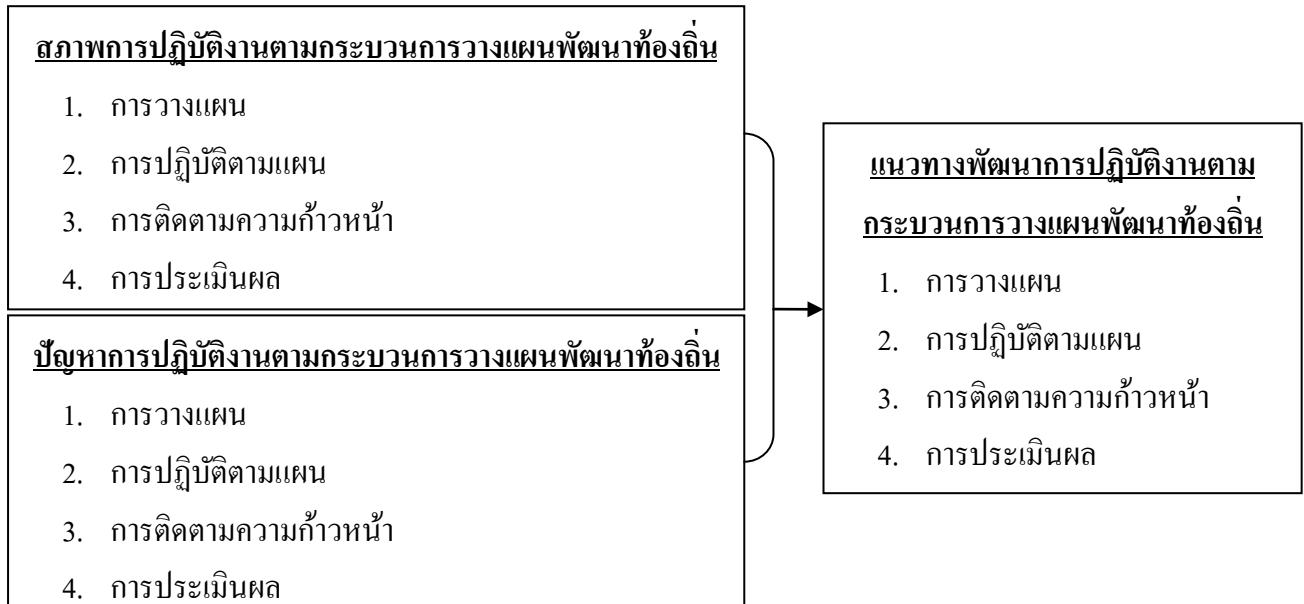 สภาพการปฏิบัติงานตามกระบวนการวางแผนพัฒนาท้องถิ่น
1. การวางแผน
2. การปฏิบัติตามแผน
3. การติดตามความก้าวหน้า
4. การประเมินผล
ปัญหาการปฏิบัติงานตามกระบวนการวางแผนพัฒนาท้องถิ่น
1. การวางแผน
2. การปฏิบัติตามแผน
3. การติดตามความก้าวหน้า
4. การประเมินผล
แนวทางพัฒนาการปฏิบัติงานตาม
กระบวนการวางแผนพัฒนาท้องถิ่น
1. การวางแผน
2. การปฏิบัติตามแผน
3. การติดตามความก้าวหน้า
4. การประเมินผล